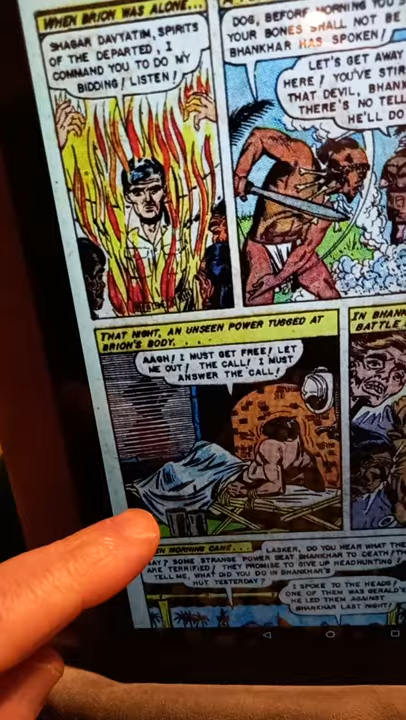 WHEN BRION WAS ALONE...
SHAGAR DAVYATIM, SPIRITS
OF THE DEPARTED, I
COMMAND YOU TO DO MY
BIDDING! LISTEN!
DOG, BEFORE MORNING YOU
YOUR BONES SHALL NOT BE
BHANKHAR HAS SPOKEN!
LET'S GET AWAY
HERE! YOU'VE STIR
THAT DEVIL, BHANK
THERE'S NO TELL
HE'LL DO
THAT NIGHT, AN UNSEEN POWER TUGGED AT
BRION'S BODY. . . .
AAGH! I MUST GET FREE! LET
ME OUT! THE CALL! I MUST
ANSWER THE CALL!
IN BHANK
BATTLE
EN MORNING CAME...
LASKER, DO YOU HEAR WHAT THE
SAY? SOME STRANGE POWER BEAT BHANKHAR TO DEATH! TH
ARE TERRIFIED! THEY PROMISE TO GIVE UP HEADHUNTING
TELL ME, WHAT DID YOU DO IN BHANKHAR'S
HUT YESTERDAY?
I SPOKE TO THE HEADS!
ONE OF THEM WAS GERALD'S
HE LED THEM AGAINST
BHANKHAR LAST NIGHT!